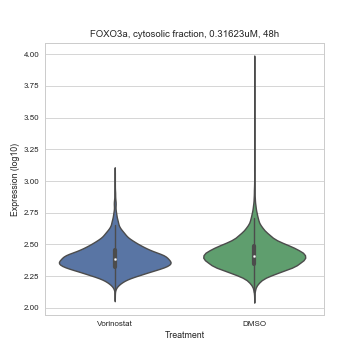 FOXO3a, cytosolic fraction, 0.31623uM, 48h
4.00
3.75
3.50
3.25
3.00
2.75
2.50
2.25
2.00
Expression (log10)
Vorinostat
DMSO
Treatment